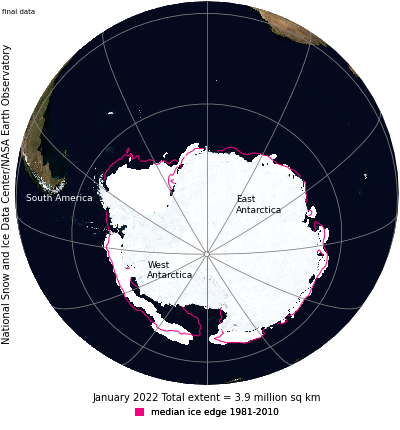 final data
National Snow and Ice Data Center/NASA Earth Observatory
South America
East
Antarctica
West
Antarctica
January 2022 Total extent = 3.9 million sq km
median ice edge 1981-2010